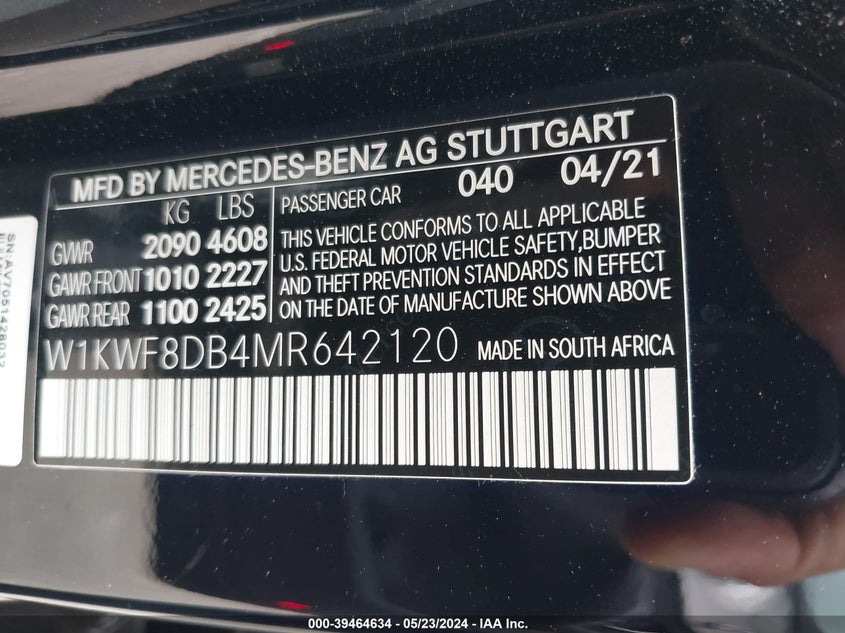 MFD BY MERCEDES-BENZ AG STUTTGART
KG LBS PASSENGER CAR 040 04/21
GVWR 2090 4608
GAWR FRONT 1010 2227
GAWR REAR 1100 2425
THIS VEHICLE CONFORMS TO ALL APPLICABLE
U.S. FEDERAL MOTOR VEHICLE SAFETY,BUMPER
AND THEFT PREVENTION STANDARDS IN EFFECT
ON THE DATE OF MANUFACTURE SHOWN ABOVE
W1KWF8DB4MR642120 MADE IN SOUTH AFRICA
SN:AV7051428032
000-39464634 - 05/23/2024 - IAA Inc.